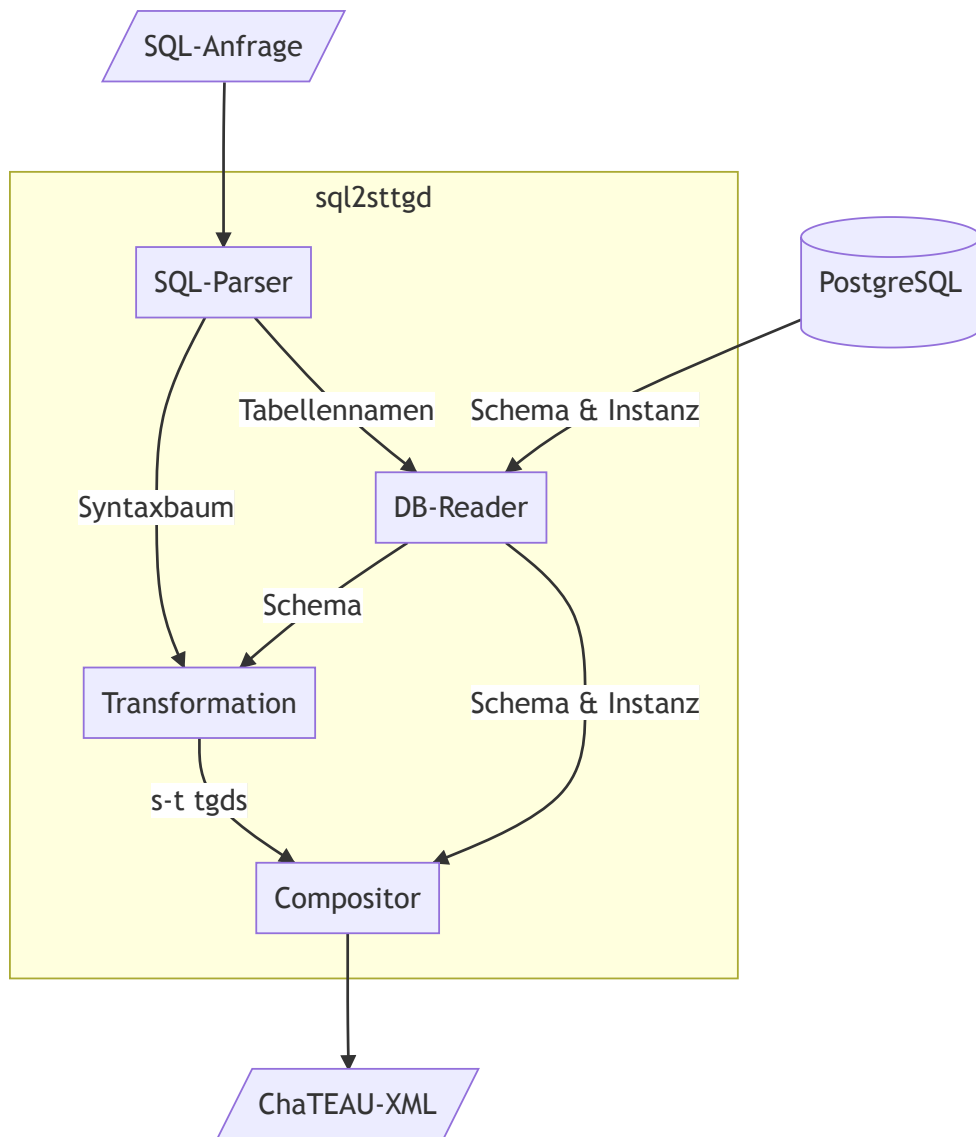 SQL-Anfrage
sql2sttgd
SQL-Parser
PostgreSQL
Tabellennamen
Schema & Instanz
Syntaxbaum
DB-Reader
Schema
Transformation
Schema & Instanz
s-t tgds
Compositor
ChaTEAU-XML